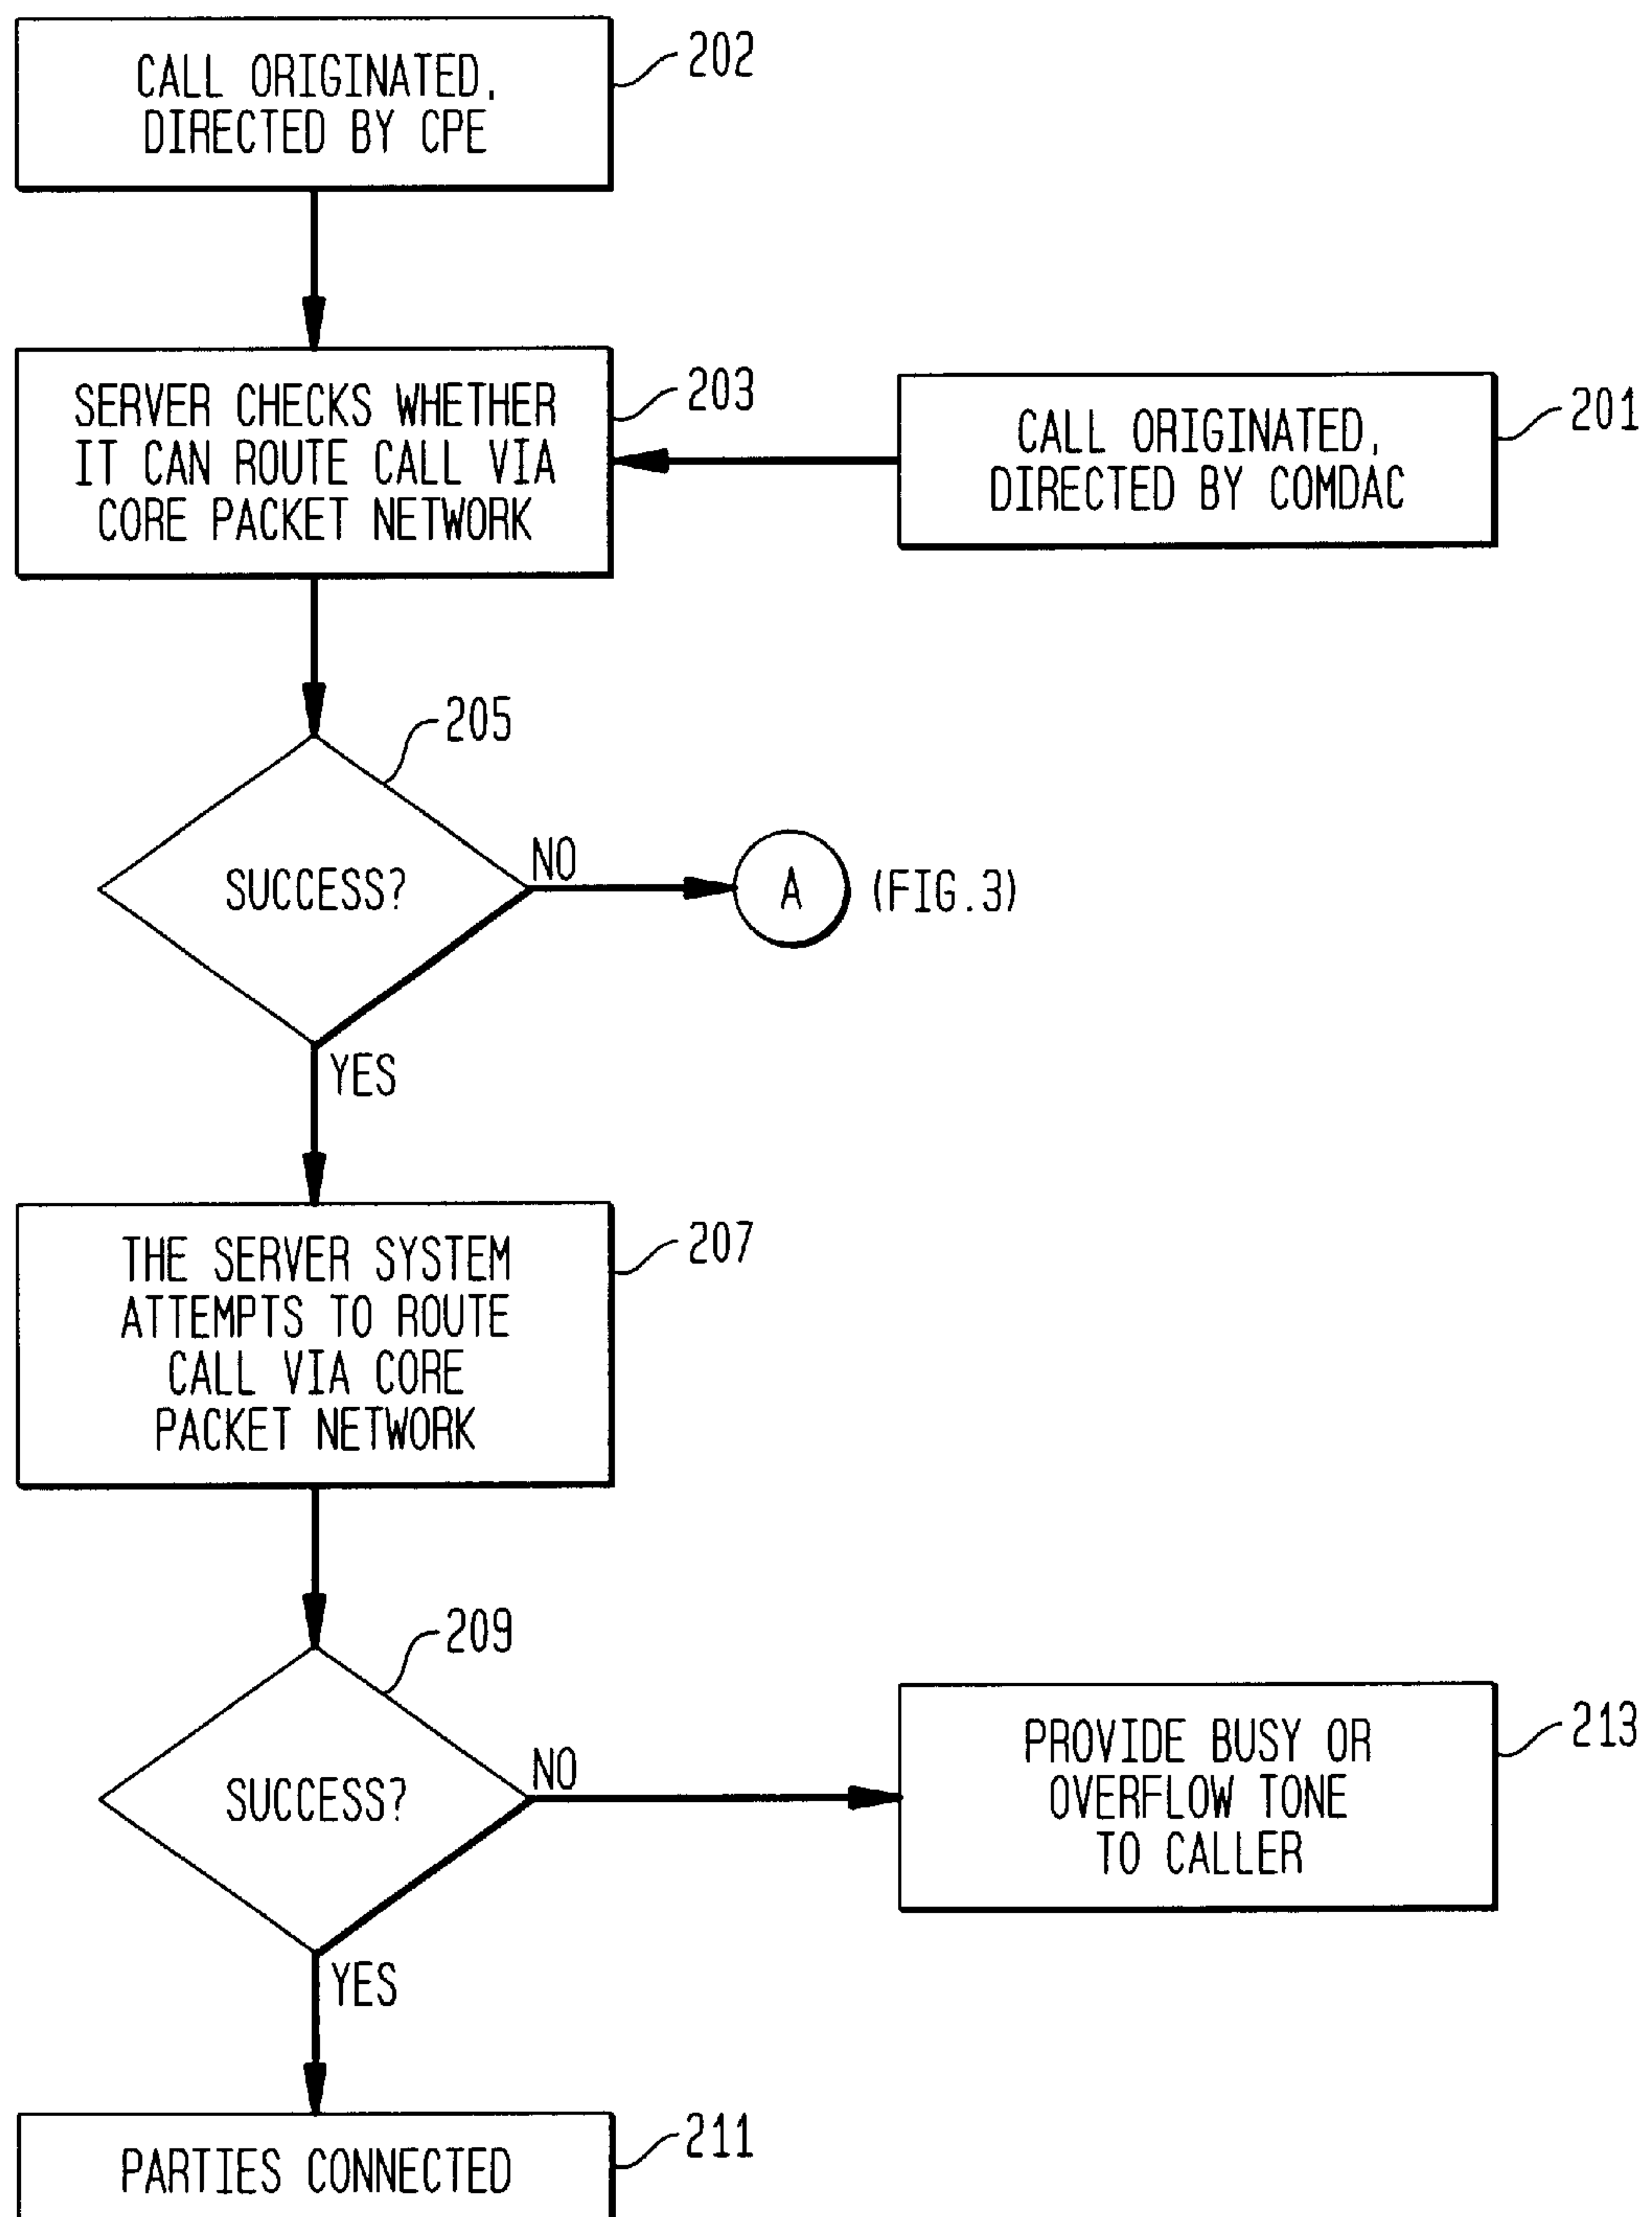 CALL ORIGINATED,
DIRECTED BY CPE
202
SERVER CHECKS WHETHER
IT CAN ROUTE CALL VIA
CORE PACKET NETWORK
203
CALL ORIGINATED,
DIRECTED BY COMDAC
201
205
SUCCESS?
NO
A
(FIG.3)
YES
THE SERVER SYSTEM
ATTEMPTS TO ROUTE
CALL VIA CORE
PACKET NETWORK
207
209
SUCCESS?
NO
PROVIDE BUSY OR
OVERFLOW TONE
TO CALLER
213
YES
PARTIES CONNECTED
211